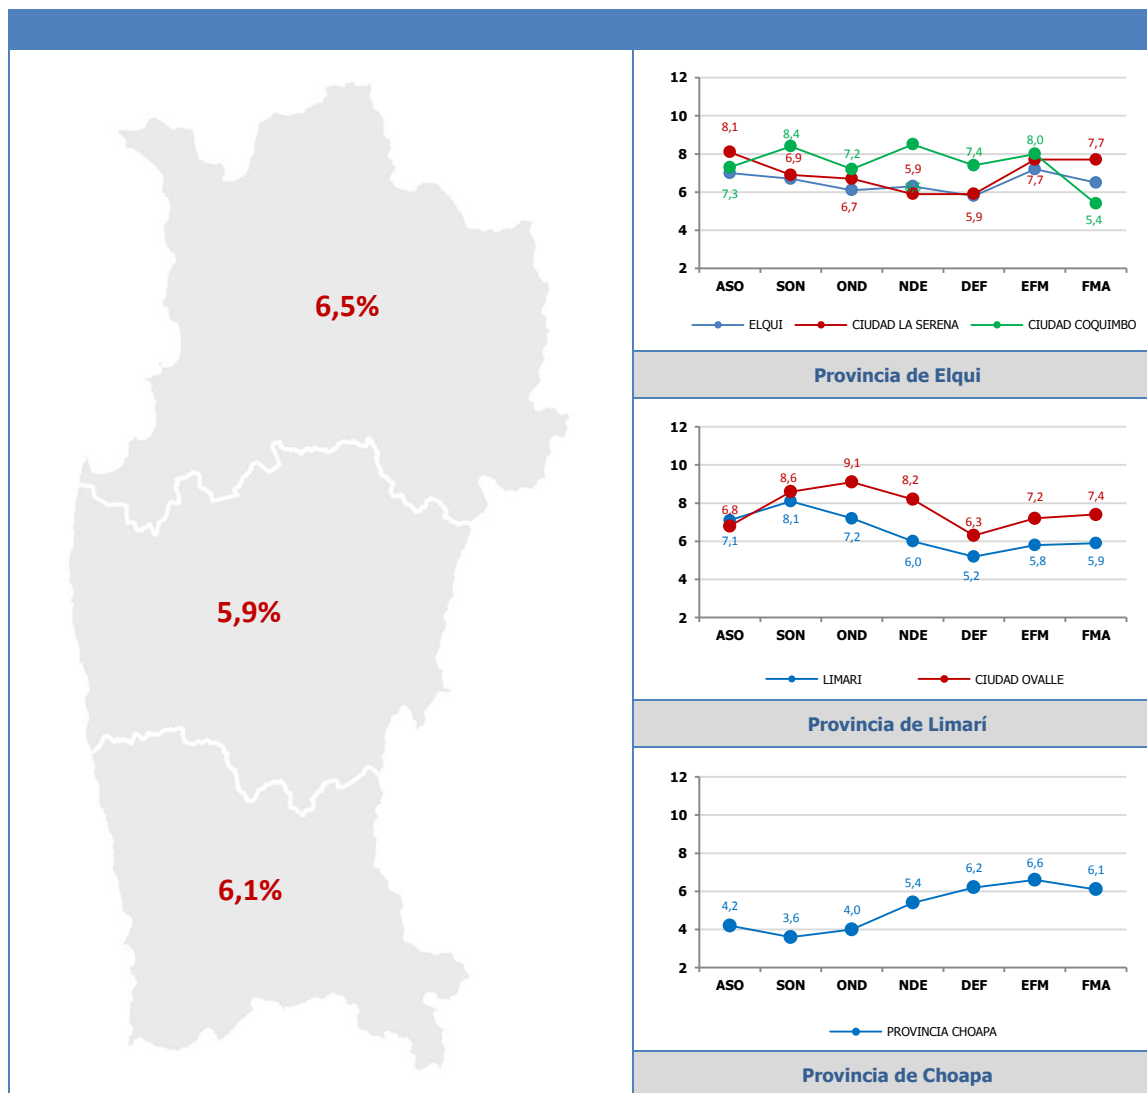 6,5%
5,9%
6,1%
12
10
8
6
4
2
8,1
6,9
6,7
5,9
5,9
7,7
7,7
7,3
8,4
7,2
7,4
8,0
5,4
ASO SON OND NDE DEF EFM FMA
ELQUI CIUDAD LA SERENA CIUDAD COQUIMBO
Provincia de Elqui
12
10
8
6
4
2
6,8 8,6 9,1 8,2 6,3 7,2 7,4
7,1 8,1 7,2 6,0 5,2 5,8 5,9
ASO SON OND NDE DEF EFM FMA
LIMARI CIUDAD OVALLE
Provincia de Limarí
12
10
8
6
4
2
4,2 3,6 4,0 5,4 6,2 6,6 6,1
ASO SON OND NDE DEF EFM FMA
PROVINCIA CHOAPA
Provincia de Choapa